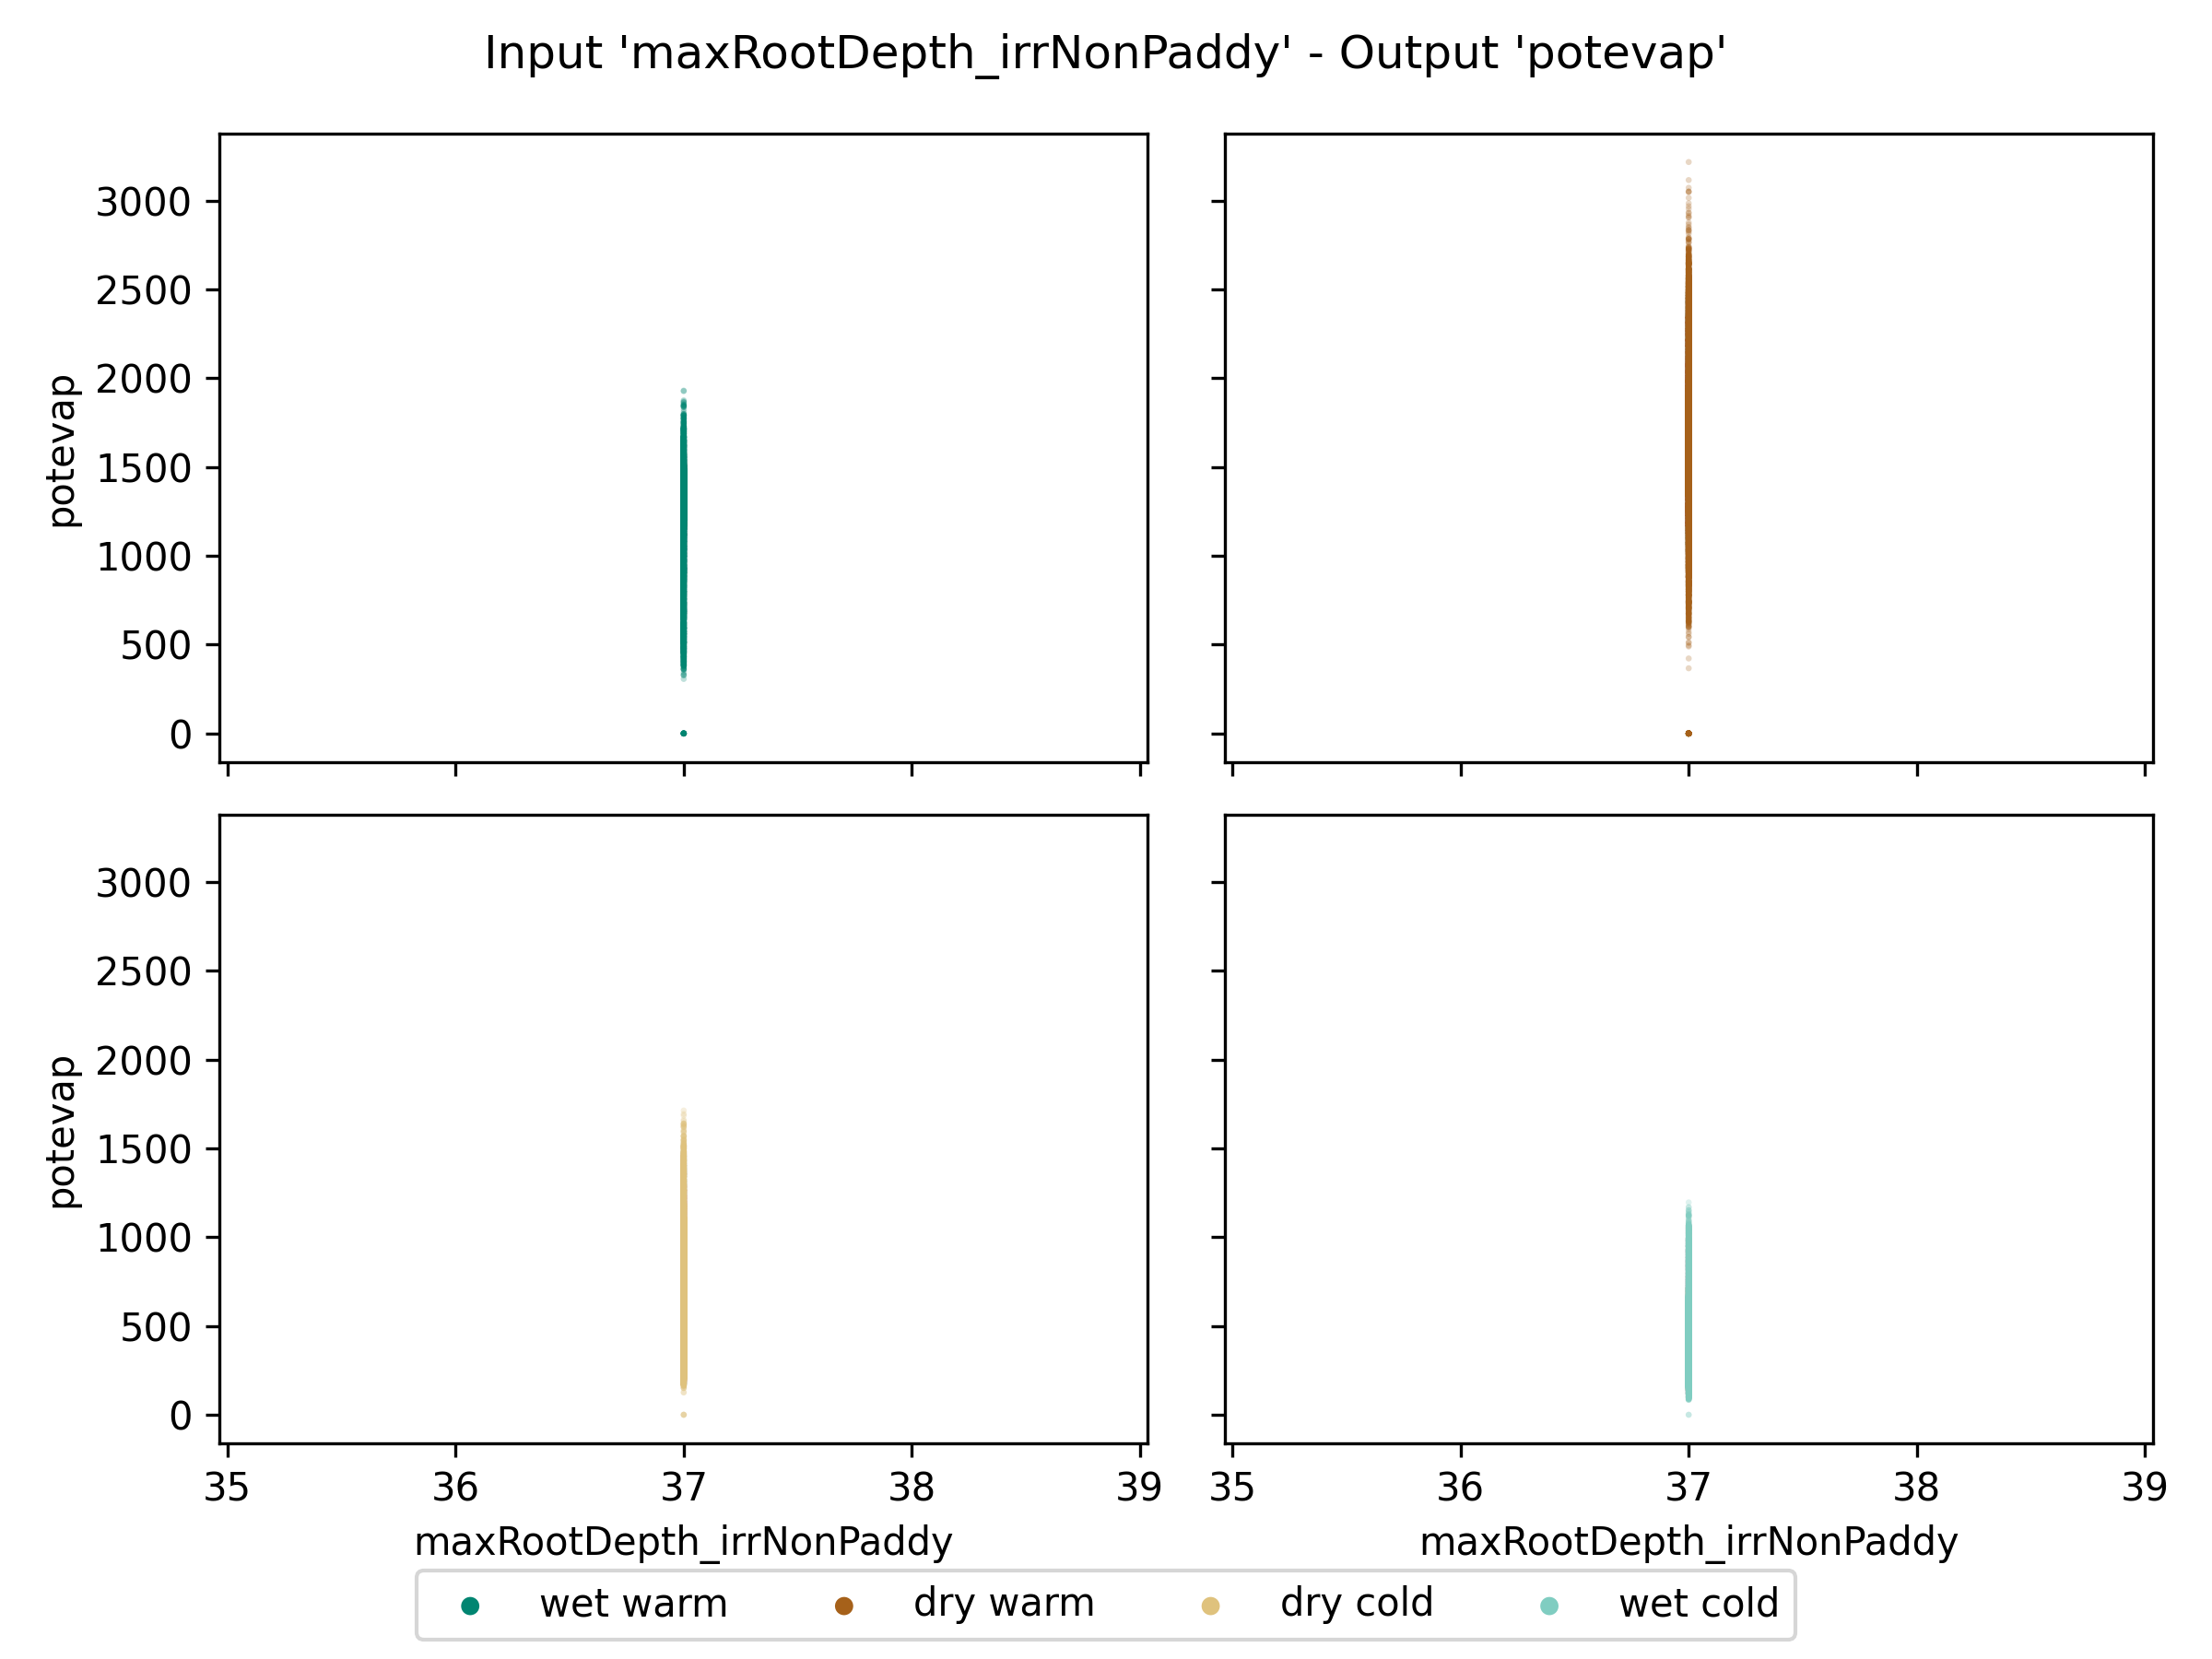 Input 'maxRootDepth_irrNonPaddy' - Output 'potevap'
3000
2500
2000
1500
1000
500
0
potevap
3000
2500
2000
1500
1000
500
0
potevap
35 36 37 38 39 35 36 37 38 39
maxRootDepth_irrNonPaddy maxRootDepth_irrNonPaddy
wet warm dry warm dry cold wet cold